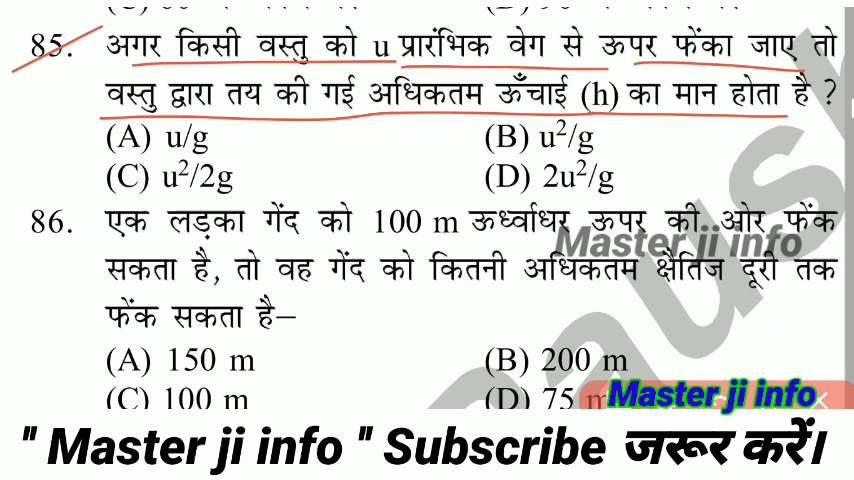 85. अगर किसी वस्तु को u प्रारंभिक वेग से ऊपर फेंका जाए तो
वस्तु द्वारा तय की गई अधिकतम ऊँचाई (h) का मान होता है ?
(A) u/g (B) u²/g
(C) u²/2g (D) 2u²/g
86. एक लड़का गेंद को 100 m ऊर्ध्वाधर ऊपर की ओर फेंक
Master ji info
सकता है, तो वह गेंद को कितनी अधिकतम क्षैतिज दूरी तक
फेंक सकता है–
(A) 150 m (B) 200 m
(C) 100 m (D) 75 m
Master ji info
" Master ji info " Subscribe जरूर करें।